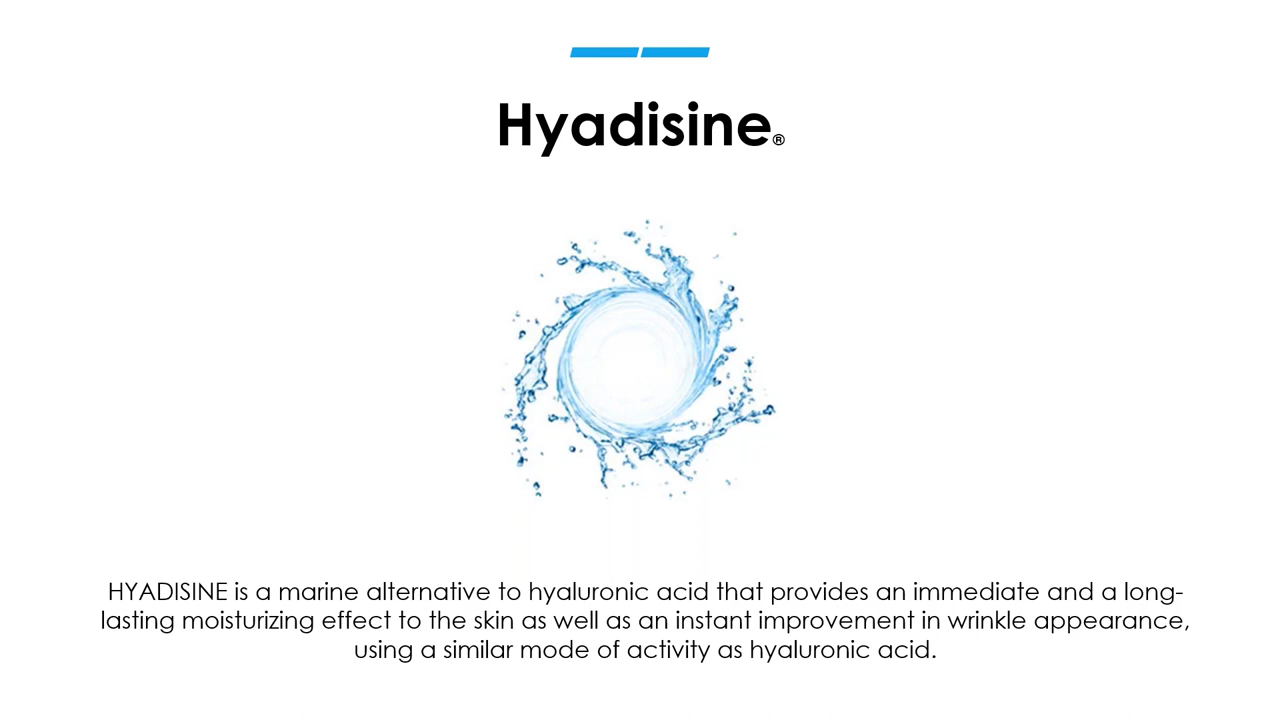 Hyadisine®
HYADISINE is a marine alternative to hyaluronic acid that provides an immediate and a long-
lasting moisturizing effect to the skin as well as an instant improvement in wrinkle appearance,
using a similar mode of activity as hyaluronic acid.